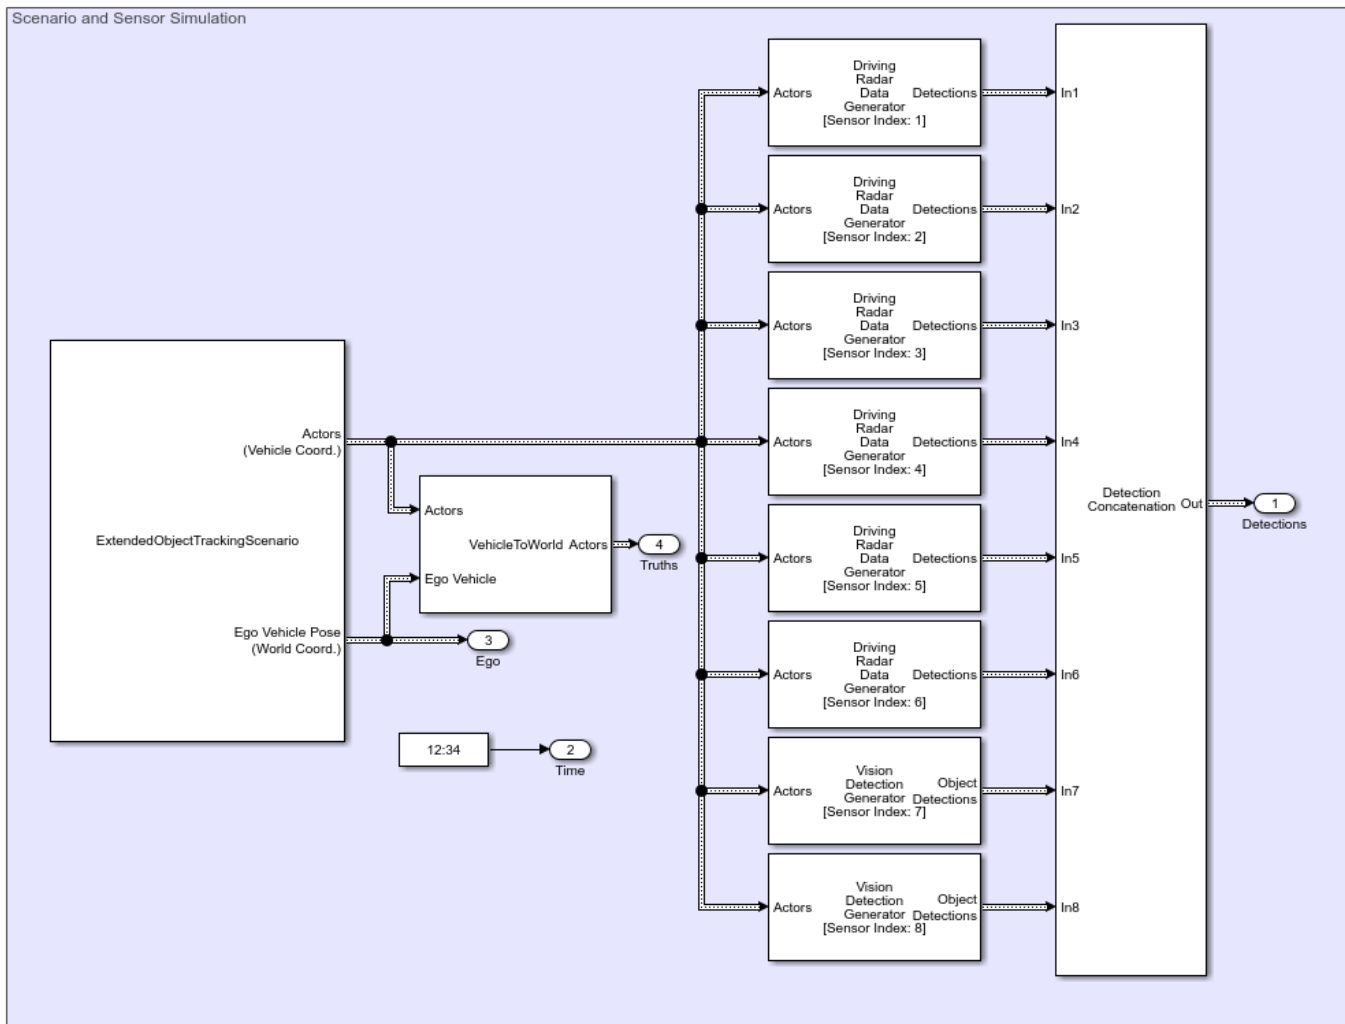 Scenario and Sensor Simulation
Actors
(Vehicle Coord.)
ExtendedObjectTrackingScenario
Ego Vehicle Pose
(World Coord.)
Actors
VehicleToWorld Actors
Ego Vehicle
4
Truths
3
Ego
12:34
2
Time
Actors
Driving
Radar
Data
Generator
[Sensor Index: 1]
Detections
Actors
Driving
Radar
Data
Generator
[Sensor Index: 2]
Detections
Actors
Driving
Radar
Data
Generator
[Sensor Index: 3]
Detections
Actors
Driving
Radar
Data
Generator
[Sensor Index: 4]
Detections
Actors
Driving
Radar
Data
Generator
[Sensor Index: 5]
Detections
Actors
Driving
Radar
Data
Generator
[Sensor Index: 6]
Detections
Actors
Vision
Detection
Generator
[Sensor Index: 7]
Object
Detections
Actors
Vision
Detection
Generator
[Sensor Index: 8]
Object
Detections
In1
In2
In3
In4
In5
In6
In7
In8
Detection
Concatenation
Out
1
Detections